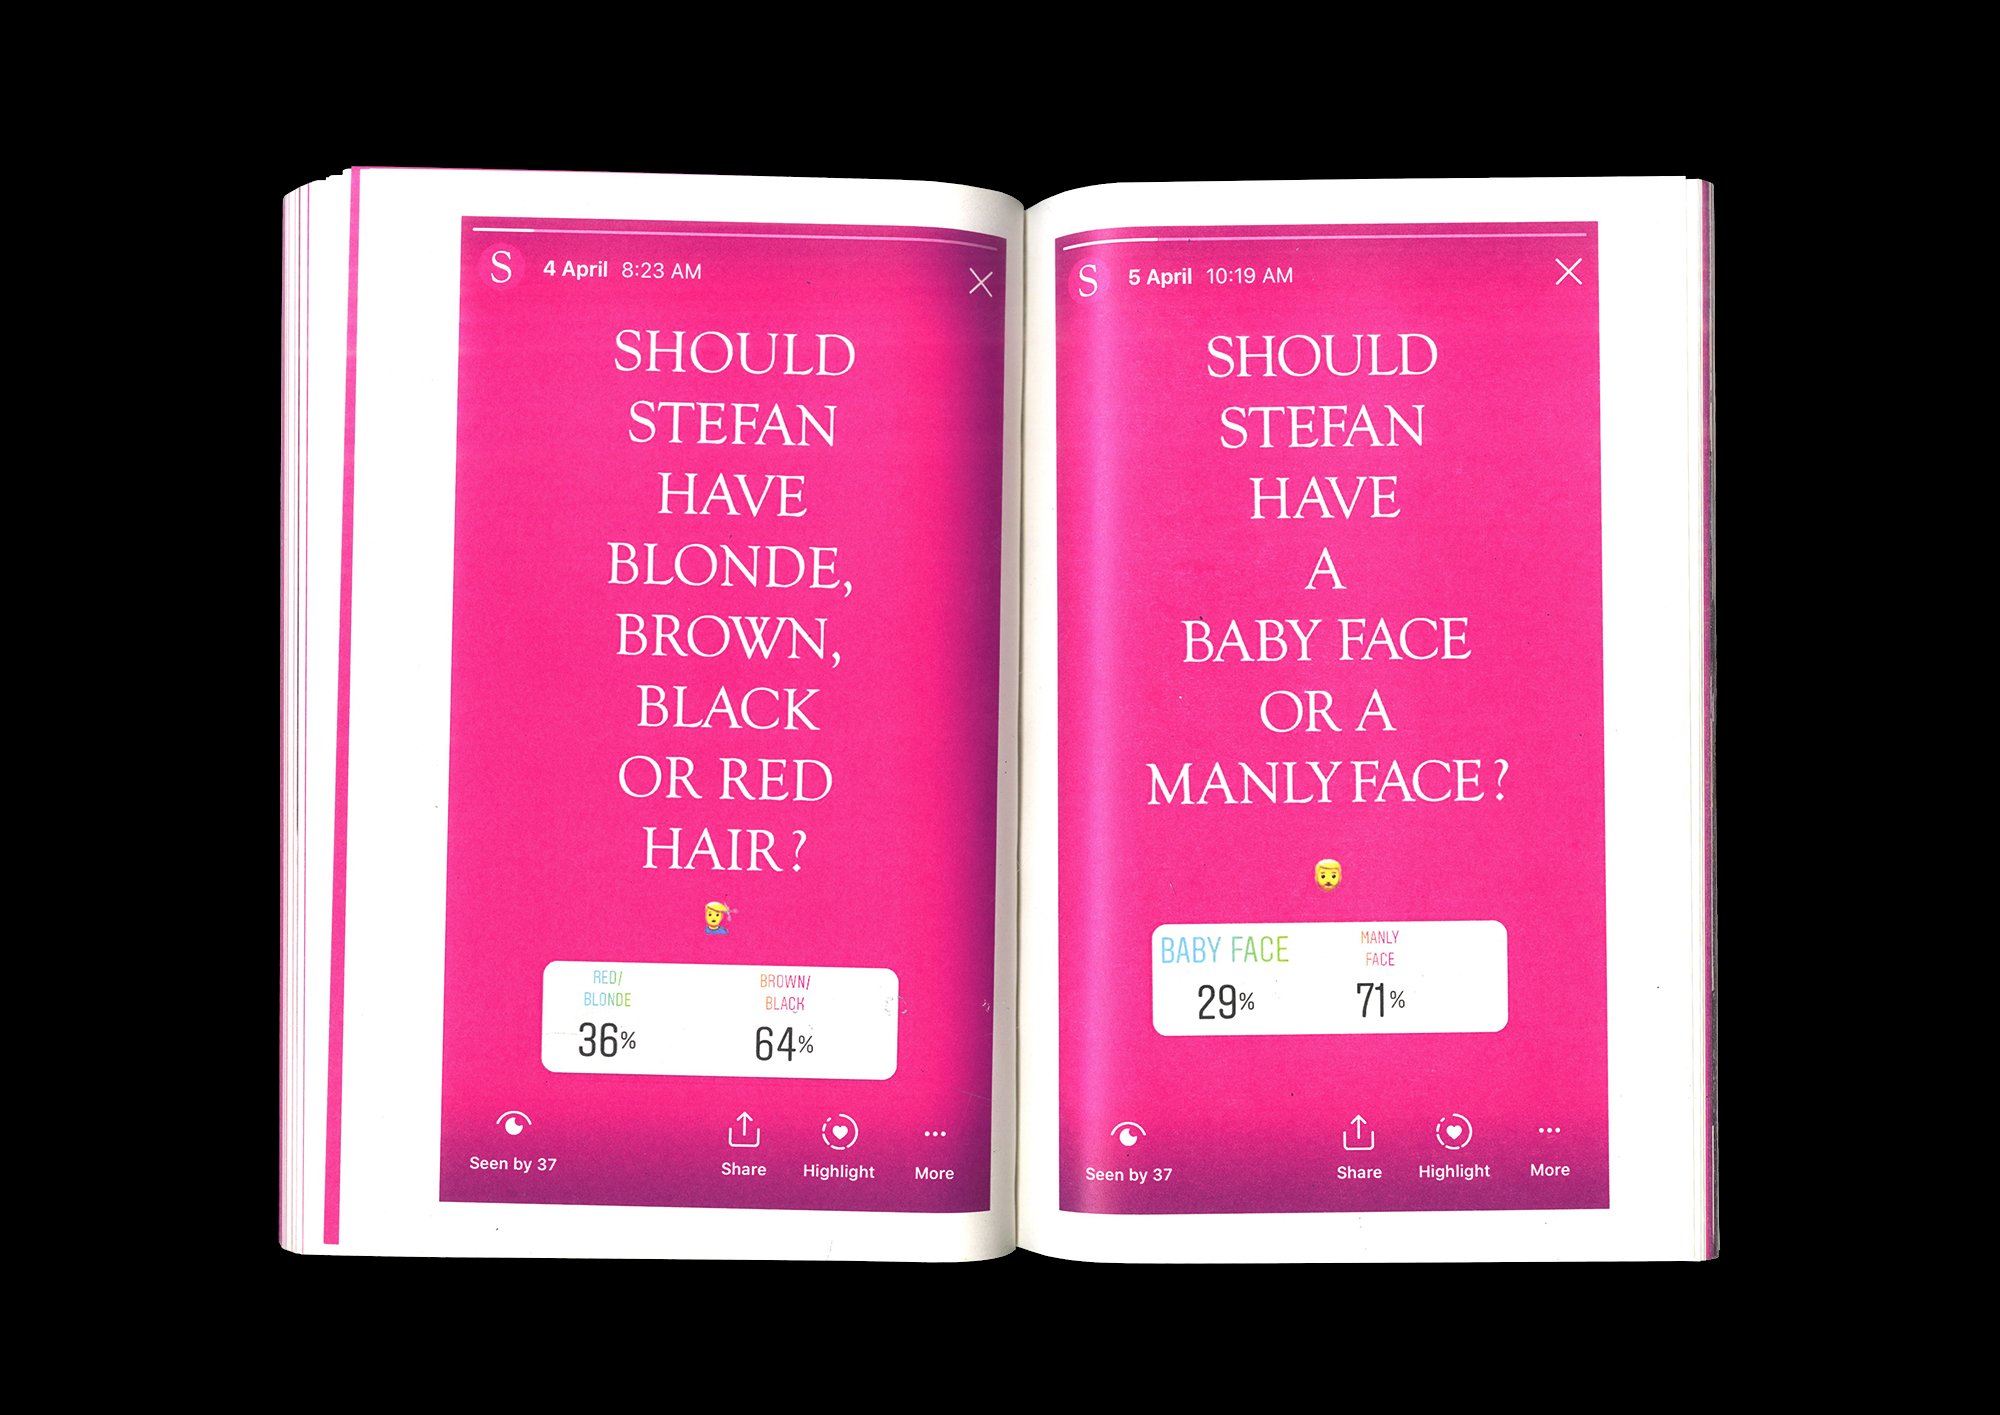 S 4 April 8:23 AM
SHOULD
STEFAN
HAVE
BLONDE,
BROWN,
BLACK
OR RED
HAIR?
RED/
BLONDE
36%
BROWN/
BLACK
64%
Seen by 37
Share
Highlight
More
S 5 April 10:19 AM
SHOULD
STEFAN
HAVE
A
BABY FACE
OR A
MANLY FACE?
BABY FACE
29%
MANLY
FACE
71%
Seen by 37
Share
Highlight
More